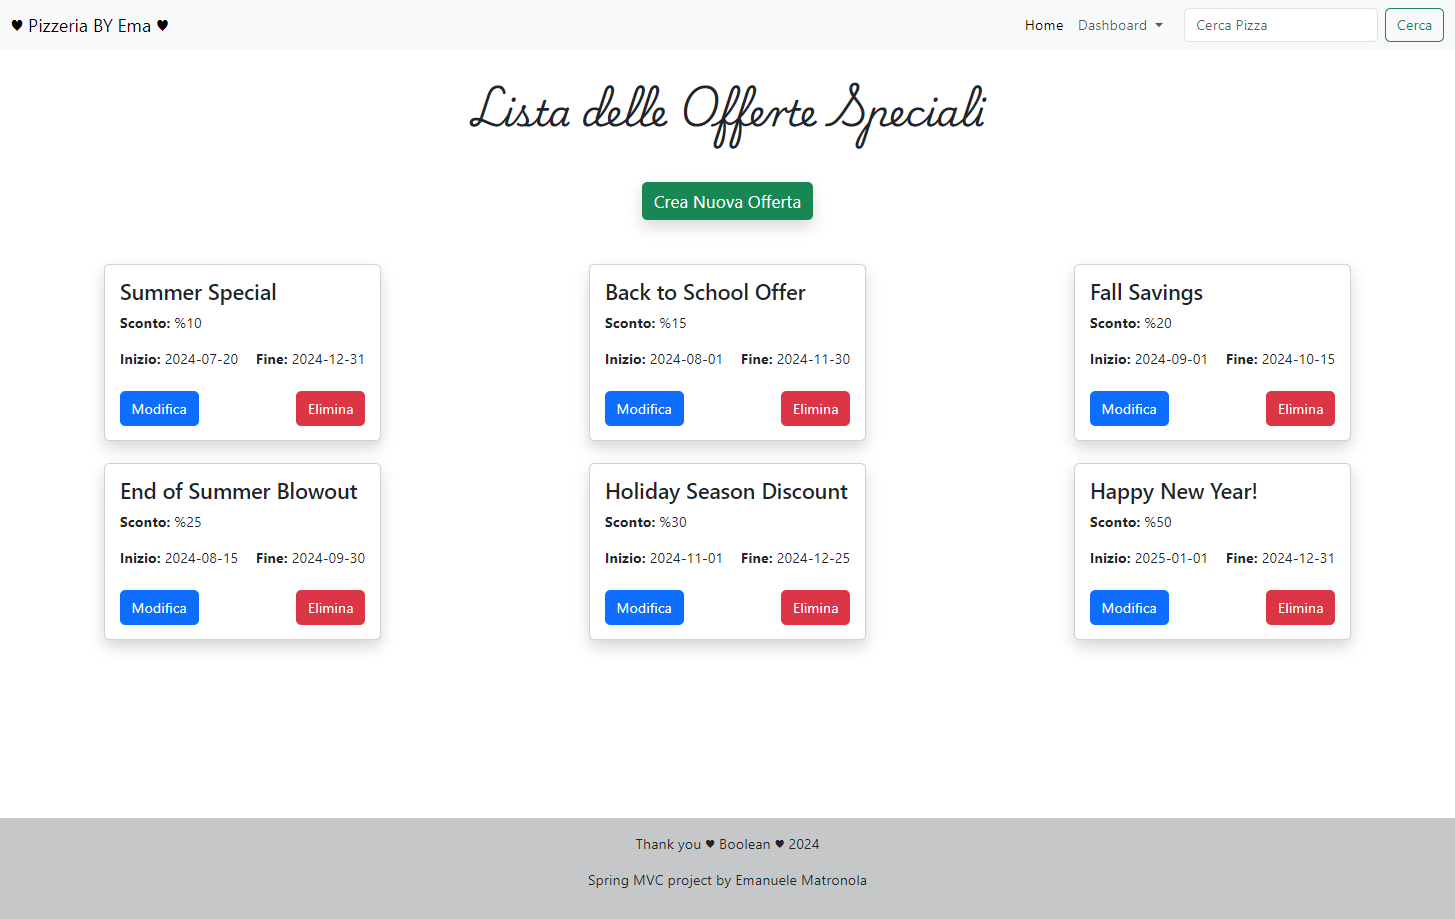 ♥ Pizzeria BY Ema ♥ Home Dashboard Cerca Pizza Cerca
Lista delle Offerte Speciali
Crea Nuova Offerta
Summer Special
Sconto: %10
Inizio: 2024-07-20 Fine: 2024-12-31
Modifica Elimina
Back to School Offer
Sconto: %15
Inizio: 2024-08-01 Fine: 2024-11-30
Modifica Elimina
Fall Savings
Sconto: %20
Inizio: 2024-09-01 Fine: 2024-10-15
Modifica Elimina
End of Summer Blowout
Sconto: %25
Inizio: 2024-08-15 Fine: 2024-09-30
Modifica Elimina
Holiday Season Discount
Sconto: %30
Inizio: 2024-11-01 Fine: 2024-12-25
Modifica Elimina
Happy New Year!
Sconto: %50
Inizio: 2025-01-01 Fine: 2024-12-31
Modifica Elimina
Thank you ♥ Boolean ♥ 2024
Spring MVC project by Emanuele Matronola